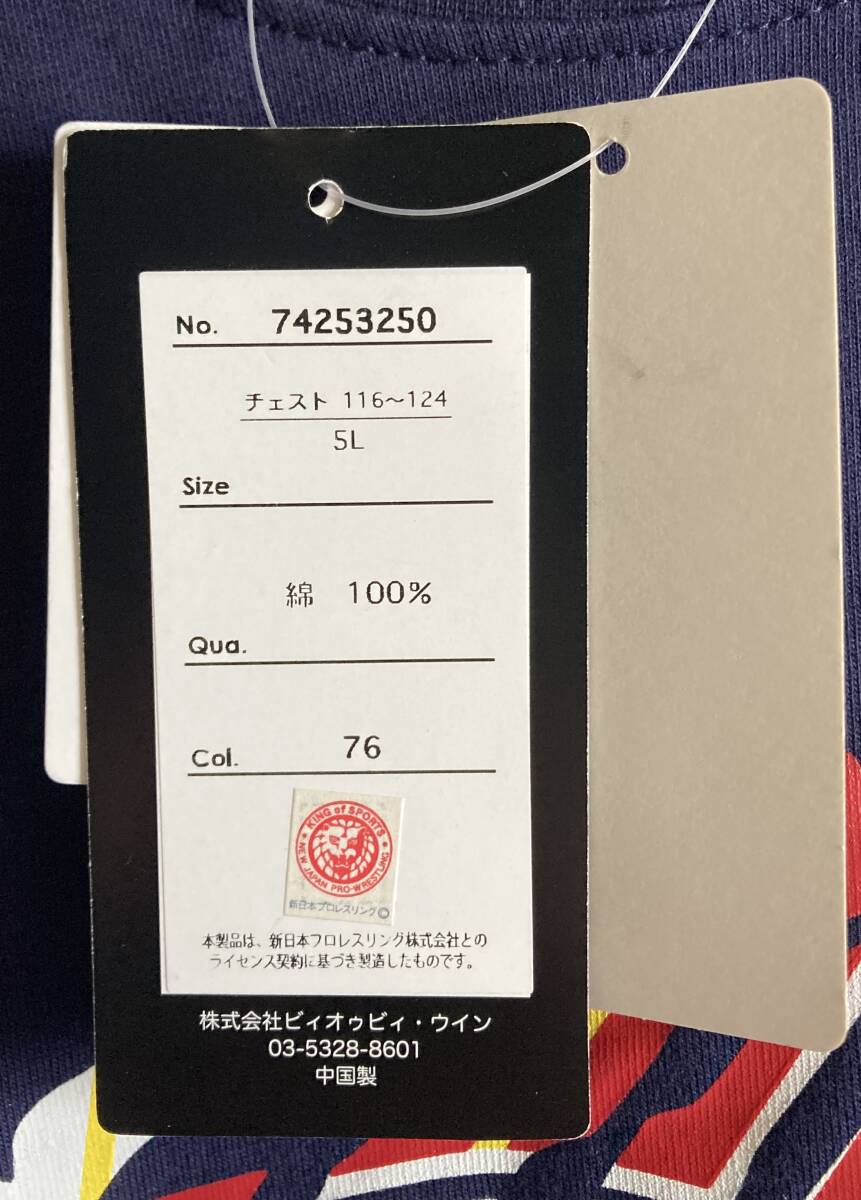 No. 74253250
チェスト 116～124
5L
Size
綿 100%
Qua.
Col. 76
KING of SPORTS
NEW JAPAN PRO-WRESTLING
新日本プロレスリング
本製品は、新日本プロレスリング株式会社との
ライセンス契約に基づき製造したものです。
株式会社ビィオゥビィ・ウイン
03-5328-8601
中国製